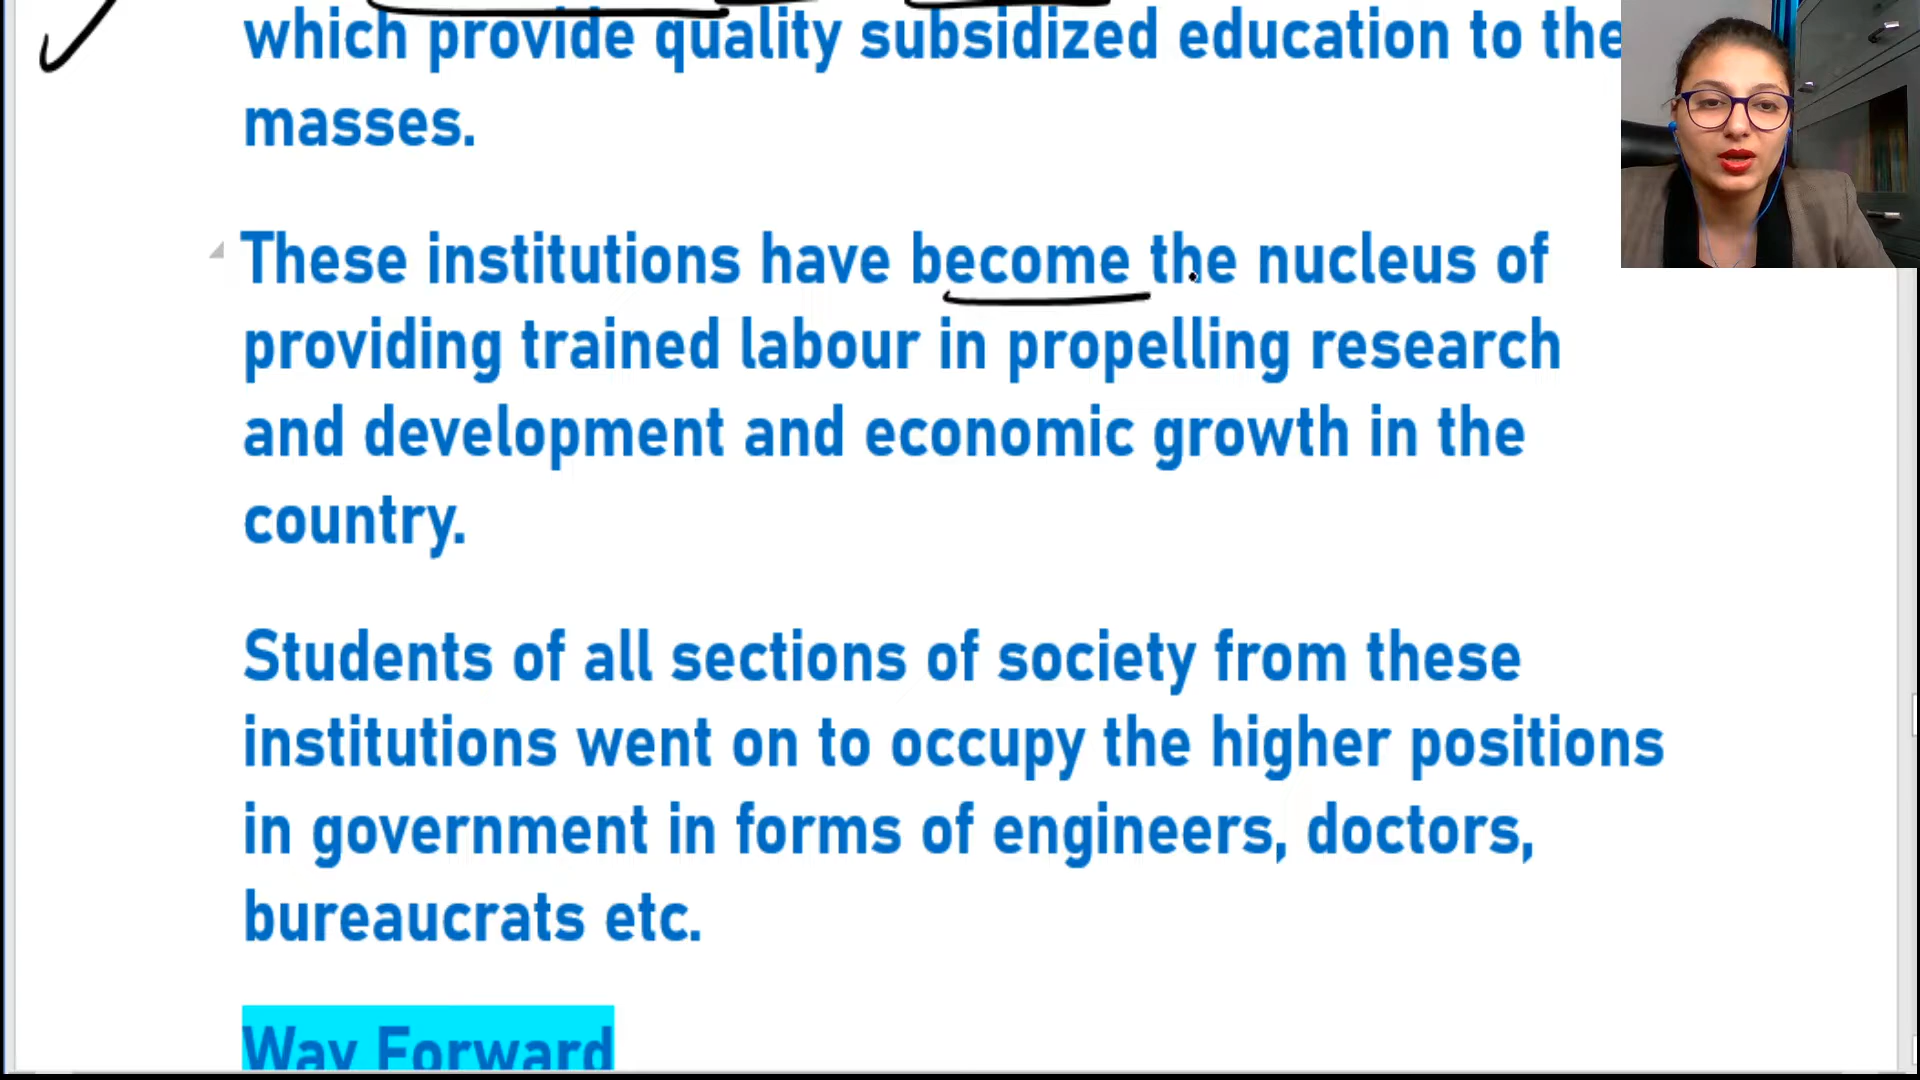 which provide quality subsidized education to the
masses.
These institutions have become the nucleus of
providing trained labour in propelling research
and development and economic growth in the
country.
Students of all sections of society from these
institutions went on to occupy the higher positions
in government in forms of engineers, doctors,
bureaucrats etc.
Way Forward